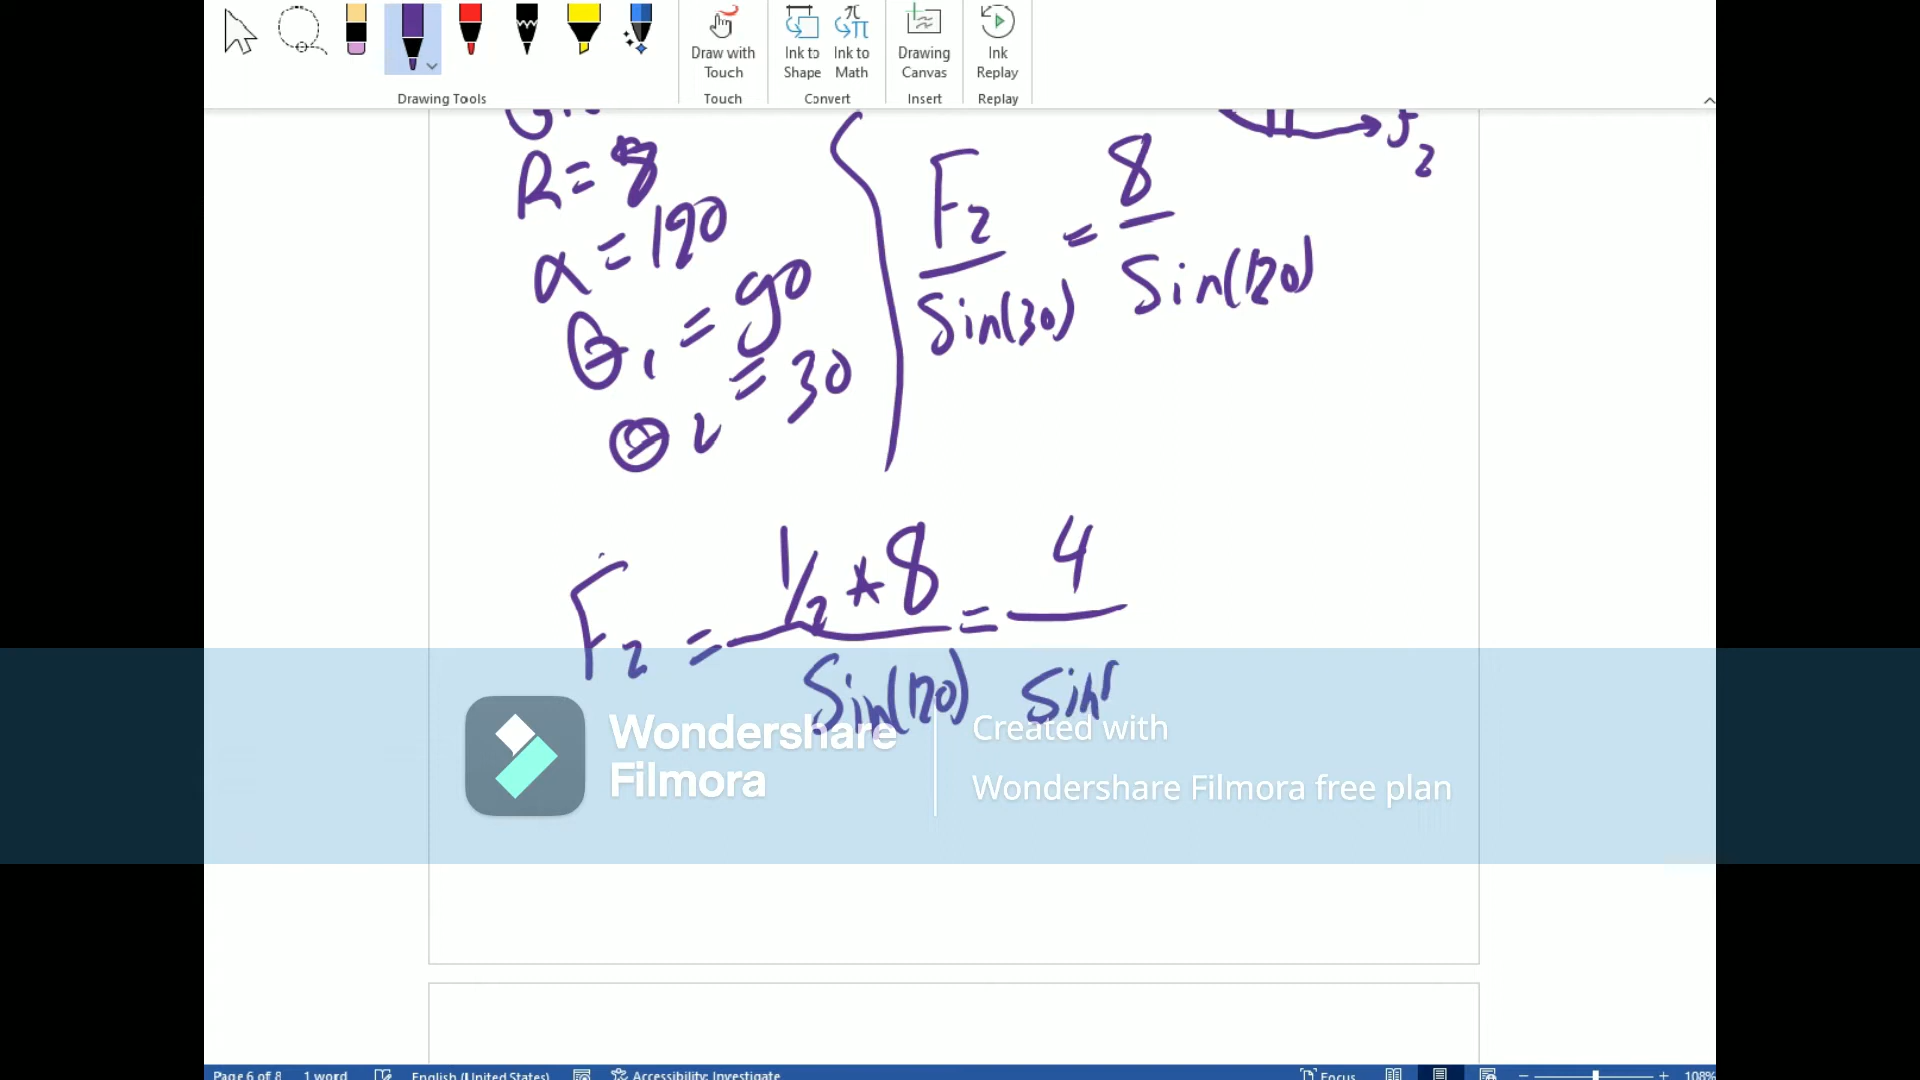 Draw with Touch
Ink to Shape
Ink to Math
Drawing Canvas
Ink Replay
Drawing Tools
Touch
Convert
Insert
Replay
R = 8
α = 120
θ1 = 90
θ2 = 30
F2 / Sin(30) = 8 / Sin(120)
F2
F2 = 1/2 * 8 / Sin(120) = 4 / Sin(
Wondershare Filmora
Created with
Wondershare Filmora free plan
Page 6 of 8 1 word English (United States) Accessibility: Investigate Focus 108%